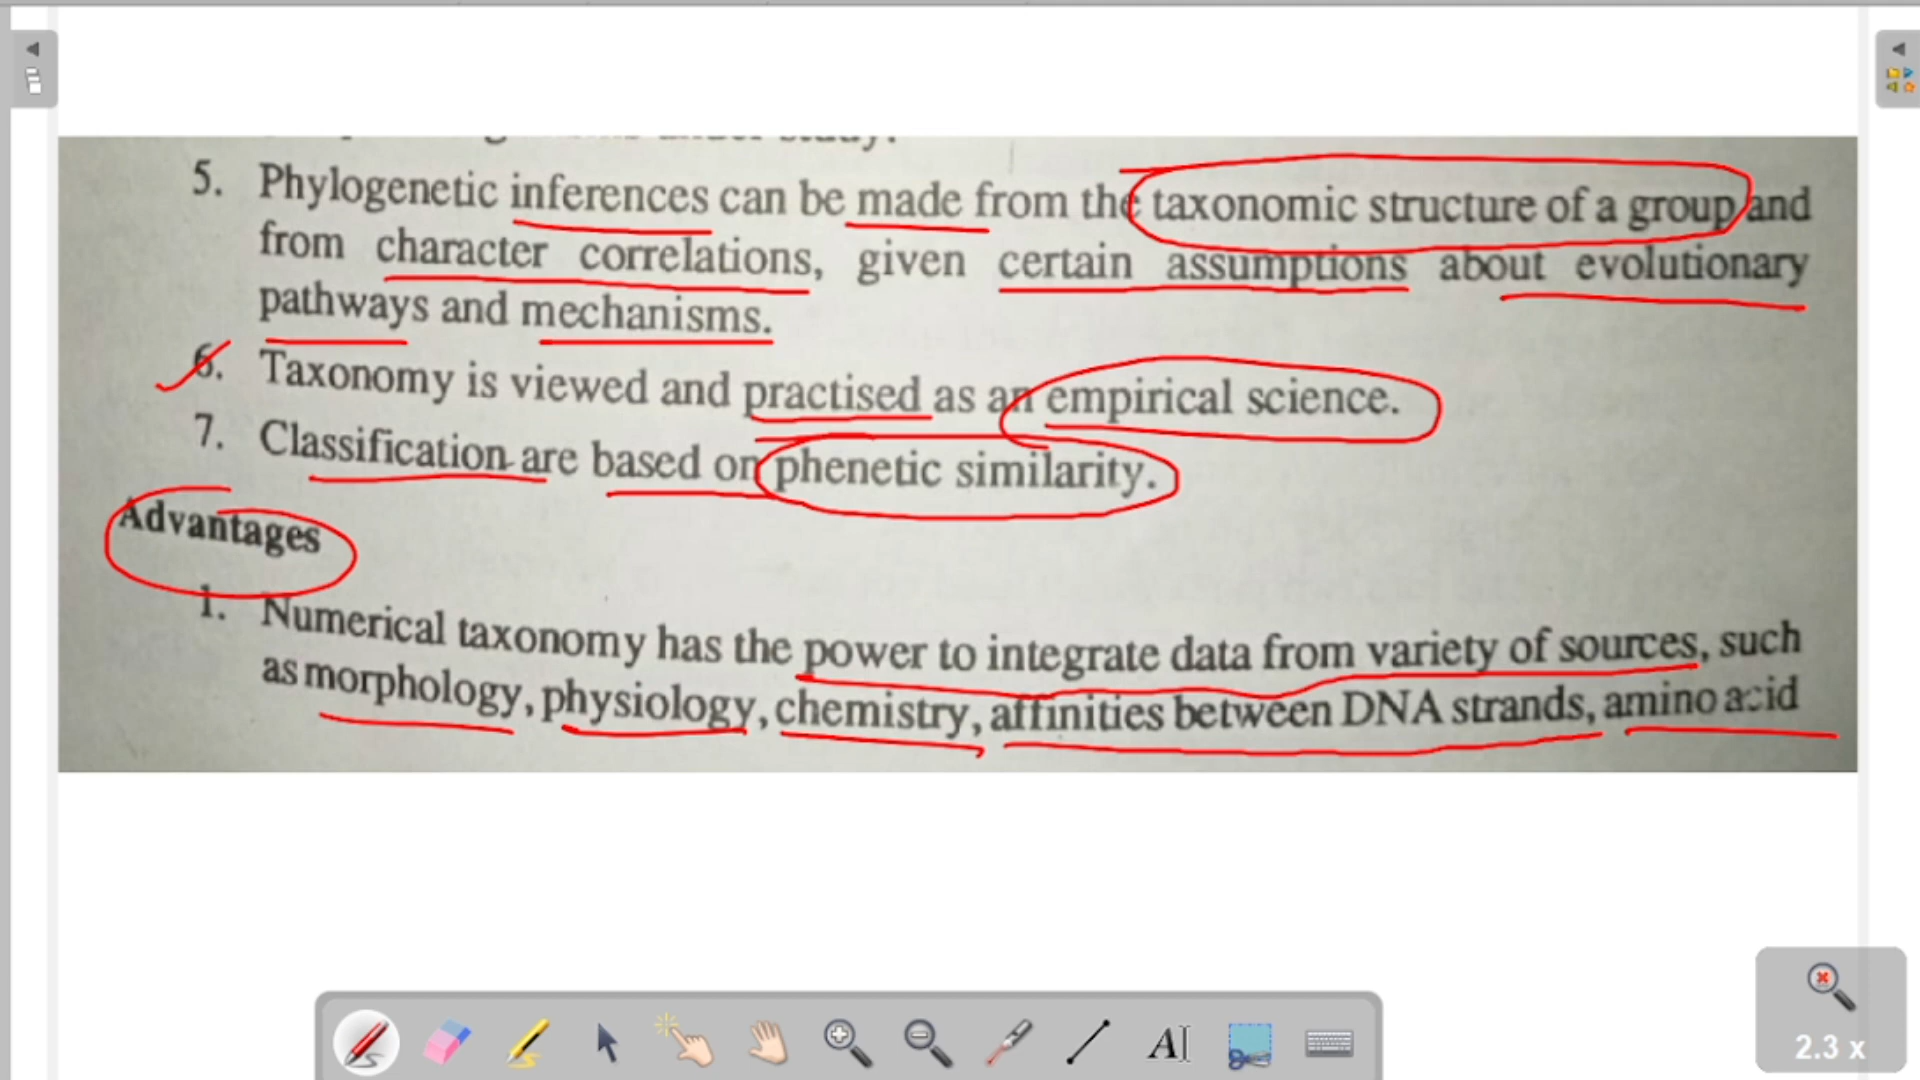 study.
5. Phylogenetic inferences can be made from the taxonomic structure of a group and
from character correlations, given certain assumptions about evolutionary
pathways and mechanisms.
6. Taxonomy is viewed and practised as an empirical science.
7. Classification are based on phenetic similarity.
Advantages
1. Numerical taxonomy has the power to integrate data from variety of sources, such
as morphology, physiology, chemistry, affinities between DNA strands, amino acid
2.3 x